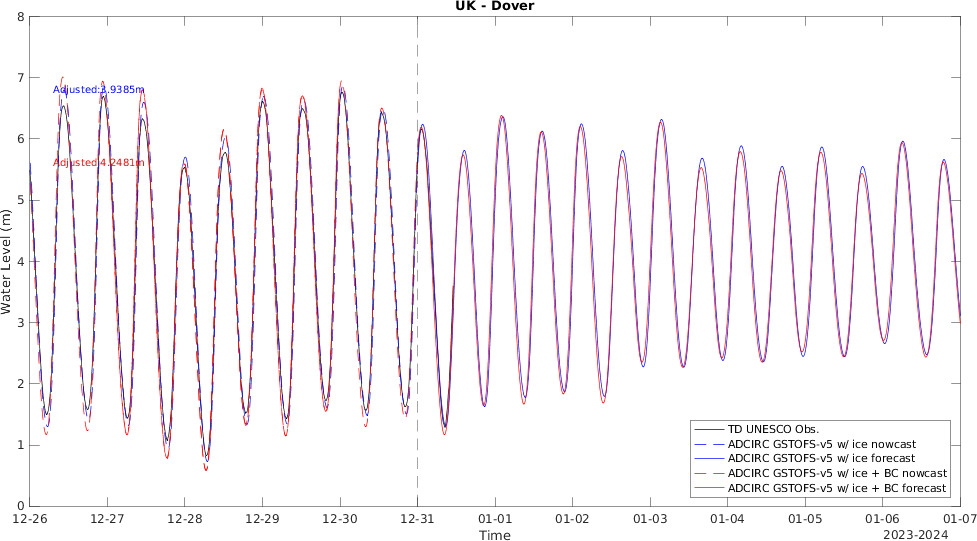 UK - Dover
8
7
6
5
4
3
2
1
0
Water Level (m)
Adjusted:3.9385m
Adjusted:4.2481m
TD UNESCO Obs.
ADCIRC GSTOFS-v5 w/ ice nowcast
ADCIRC GSTOFS-v5 w/ ice forecast
ADCIRC GSTOFS-v5 w/ ice + BC nowcast
ADCIRC GSTOFS-v5 w/ ice + BC forecast
12-26 12-27 12-28 12-29 12-30 12-31 01-01 01-02 01-03 01-04 01-05 01-06 01-07
Time
2023-2024